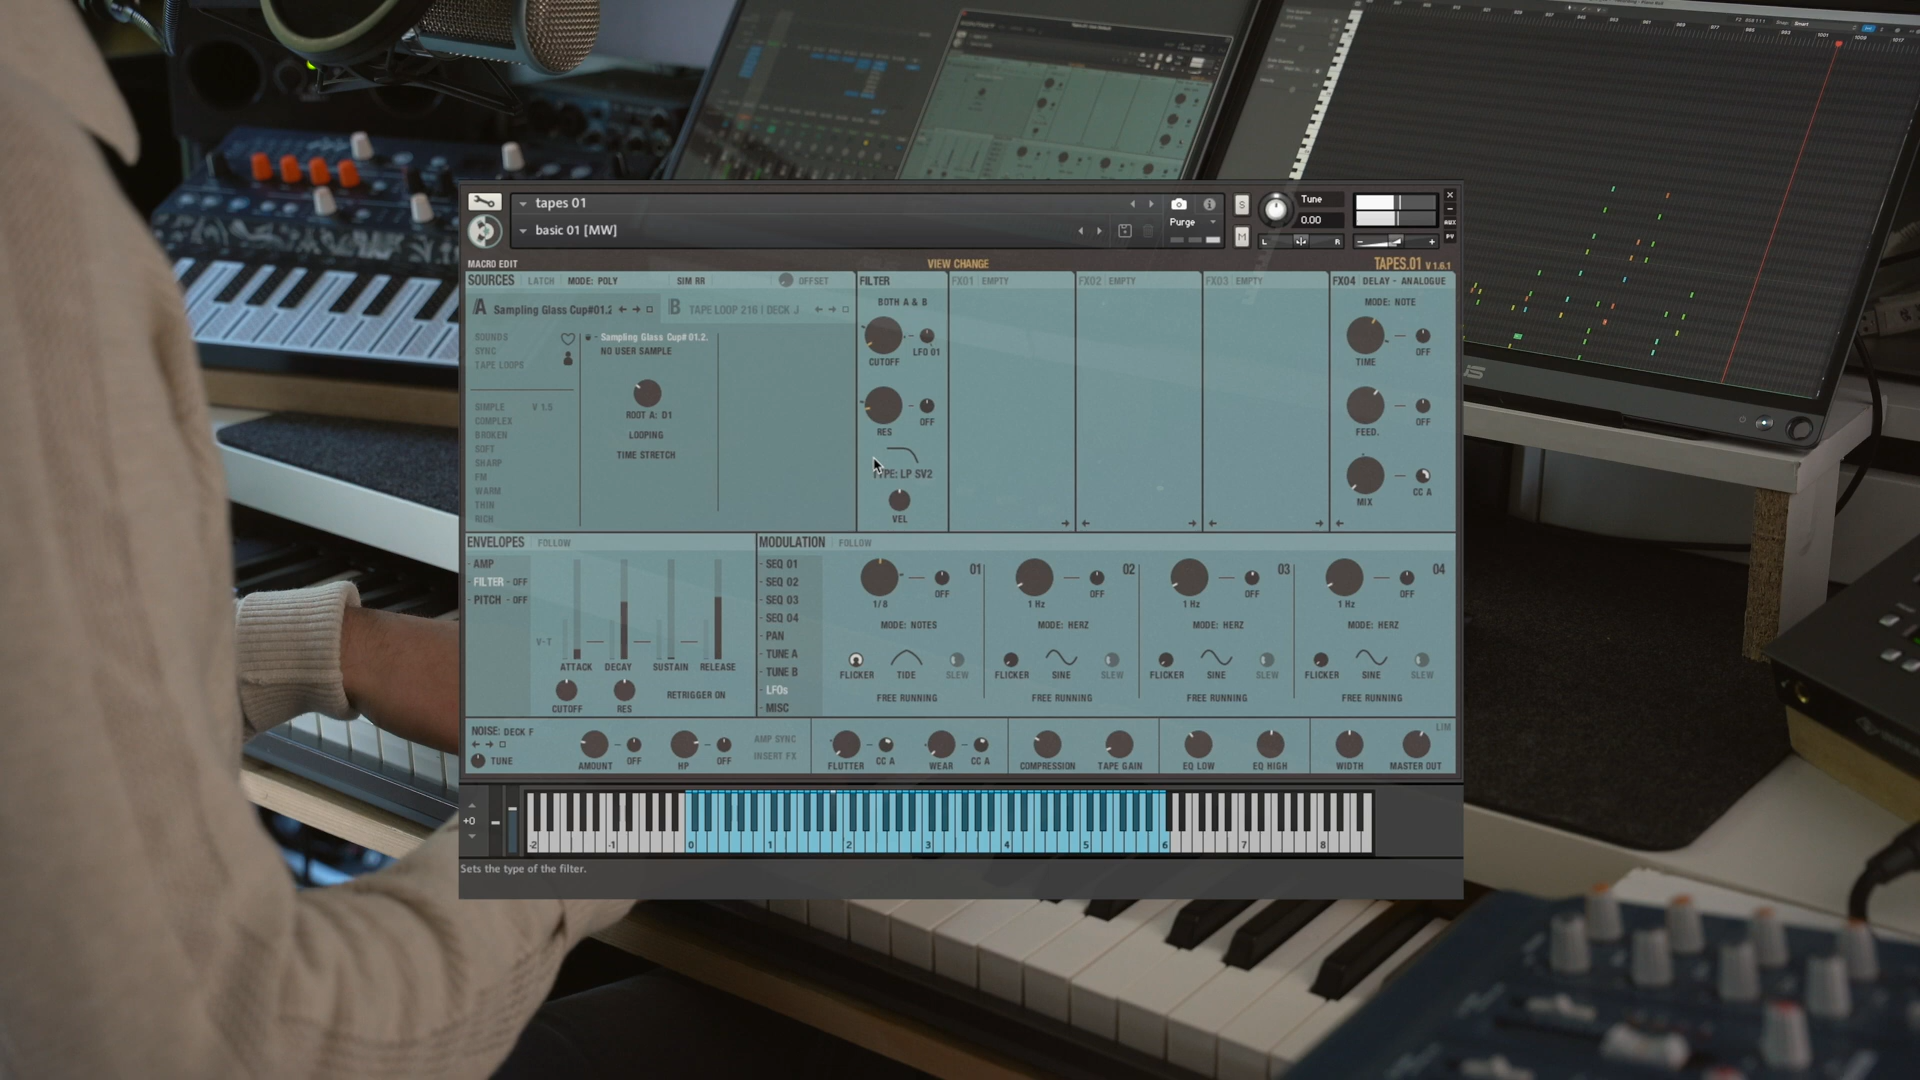 tapes 01
basic 01 [MW]
Purge
S
M
Tune
0.00
L R
- +
AUX
PV
MACRO EDIT
VIEW CHANGE
TAPES.01 V 1.6.1
SOURCES LATCH MODE: POLY SIM RR OFFSET
A Sampling Glass Cup#01.2
B TAPE LOOP 216 | DECK J
SOUNDS
SYNC
TAPE LOOPS
SIMPLE V 1.5
COMPLEX
BROKEN
SOFT
SHARP
FM
WARM
THIN
RICH
Sampling Glass Cup# 01.2.
NO USER SAMPLE
ROOT A: D1
LOOPING
TIME STRETCH
FILTER
BOTH A & B
CUTOFF LFO 01
RES OFF
TYPE: LP SV2
VEL
FX01 EMPTY
FX02 EMPTY
FX03 EMPTY
FX04 DELAY - ANALOGUE
MODE: NOTE
TIME OFF
FEED. OFF
MIX CC A
ENVELOPES FOLLOW
- AMP
- FILTER - OFF
- PITCH - OFF
V-T
ATTACK DECAY SUSTAIN RELEASE
CUTOFF RES RETRIGGER ON
MODULATION FOLLOW
- SEQ 01
- SEQ 02
- SEQ 03
- SEQ 04
- PAN
- TUNE A
- TUNE B
- LFOs
- MISC
01
1/8 OFF
MODE: NOTES
FLICKER TIDE SLEW
FREE RUNNING
02
1 Hz OFF
MODE: HERZ
FLICKER SINE SLEW
FREE RUNNING
03
1 Hz OFF
MODE: HERZ
FLICKER SINE SLEW
FREE RUNNING
04
1 Hz OFF
MODE: HERZ
FLICKER SINE SLEW
FREE RUNNING
NOISE: DECK F
TUNE
AMOUNT OFF HP OFF
AMP SYNC
INSERT FX
FLUTTER CC A WEAR CC A
COMPRESSION TAPE GAIN
EQ LOW EQ HIGH
LIM
WIDTH MASTER OUT
+0
-2 -1 0 1 2 3 4 5 6 7 8
Sets the type of the filter.